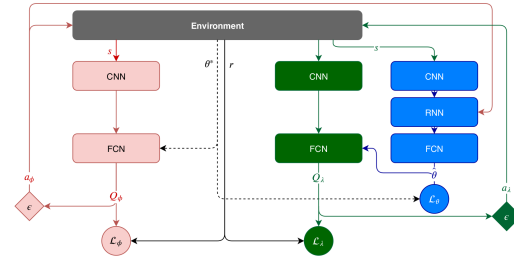 Environment
s
θ*
r
s
CNN
CNN
CNN
RNN
FCN
FCN
FCN
a_ϕ
Q_ϕ
Q_λ
θ̂
a_λ
ϵ
ℒ_θ
ϵ
ℒ_ϕ
ℒ_λ